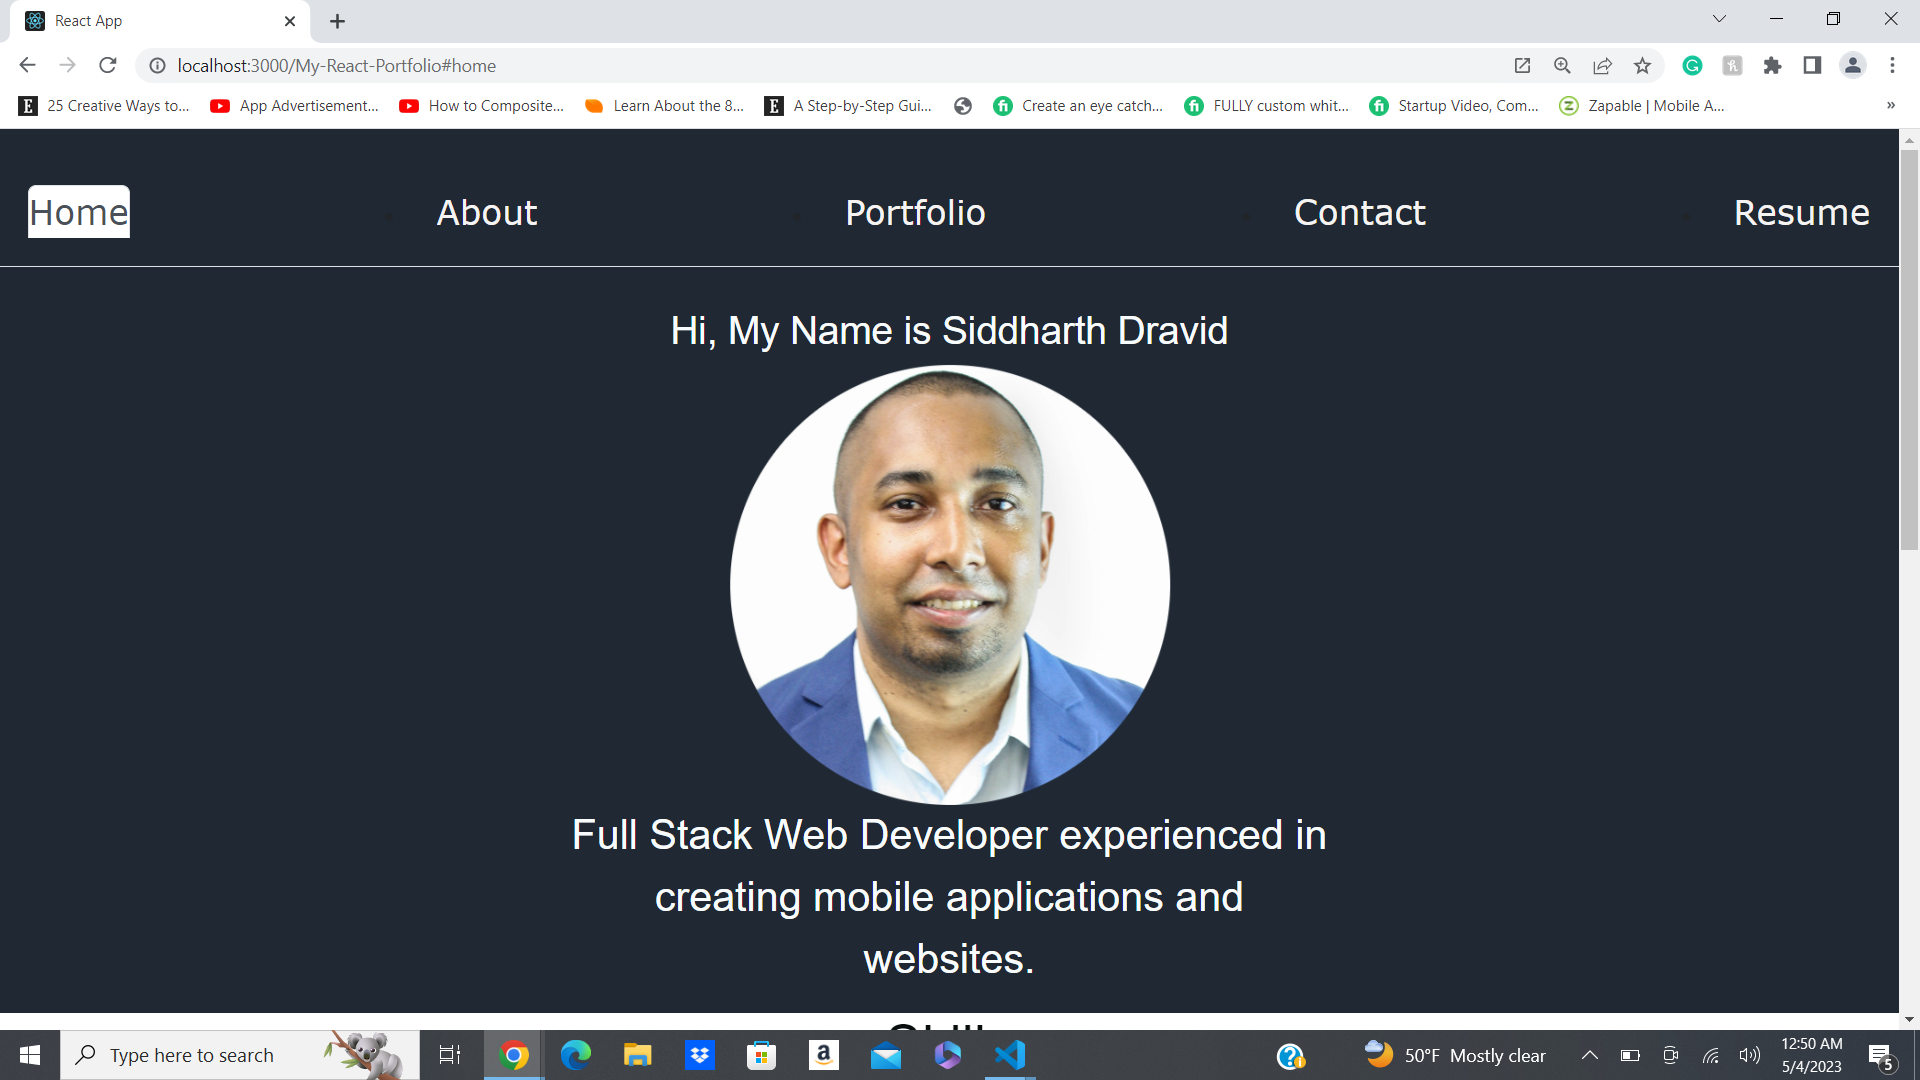 React App
localhost:3000/My-React-Portfolio#home
25 Creative Ways to...
App Advertisement...
How to Composite...
Learn About the 8...
A Step-by-Step Gui...
Create an eye catch...
FULLY custom whit...
Startup Video, Com...
Zapable | Mobile A...
»
Home
About
Portfolio
Contact
Resume
Hi, My Name is Siddharth Dravid
Full Stack Web Developer experienced in
creating mobile applications and
websites.
Type here to search
50°F Mostly clear
12:50 AM
5/4/2023
5